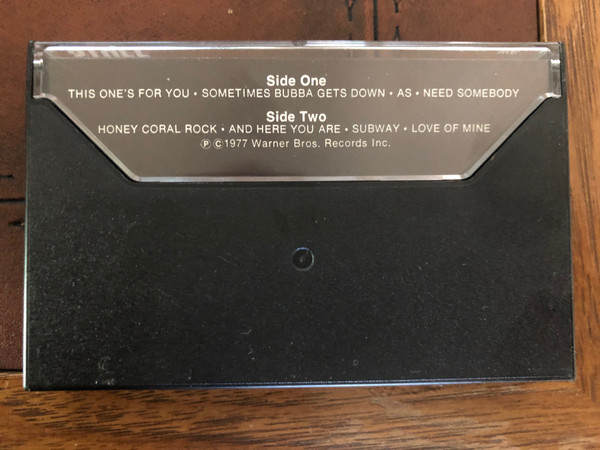 Side One
THIS ONE'S FOR YOU • SOMETIMES BUBBA GETS DOWN • AS • NEED SOMEBODY
Side Two
HONEY CORAL ROCK • AND HERE YOU ARE • SUBWAY • LOVE OF MINE
Ⓟ © 1977 Warner Bros. Records Inc.